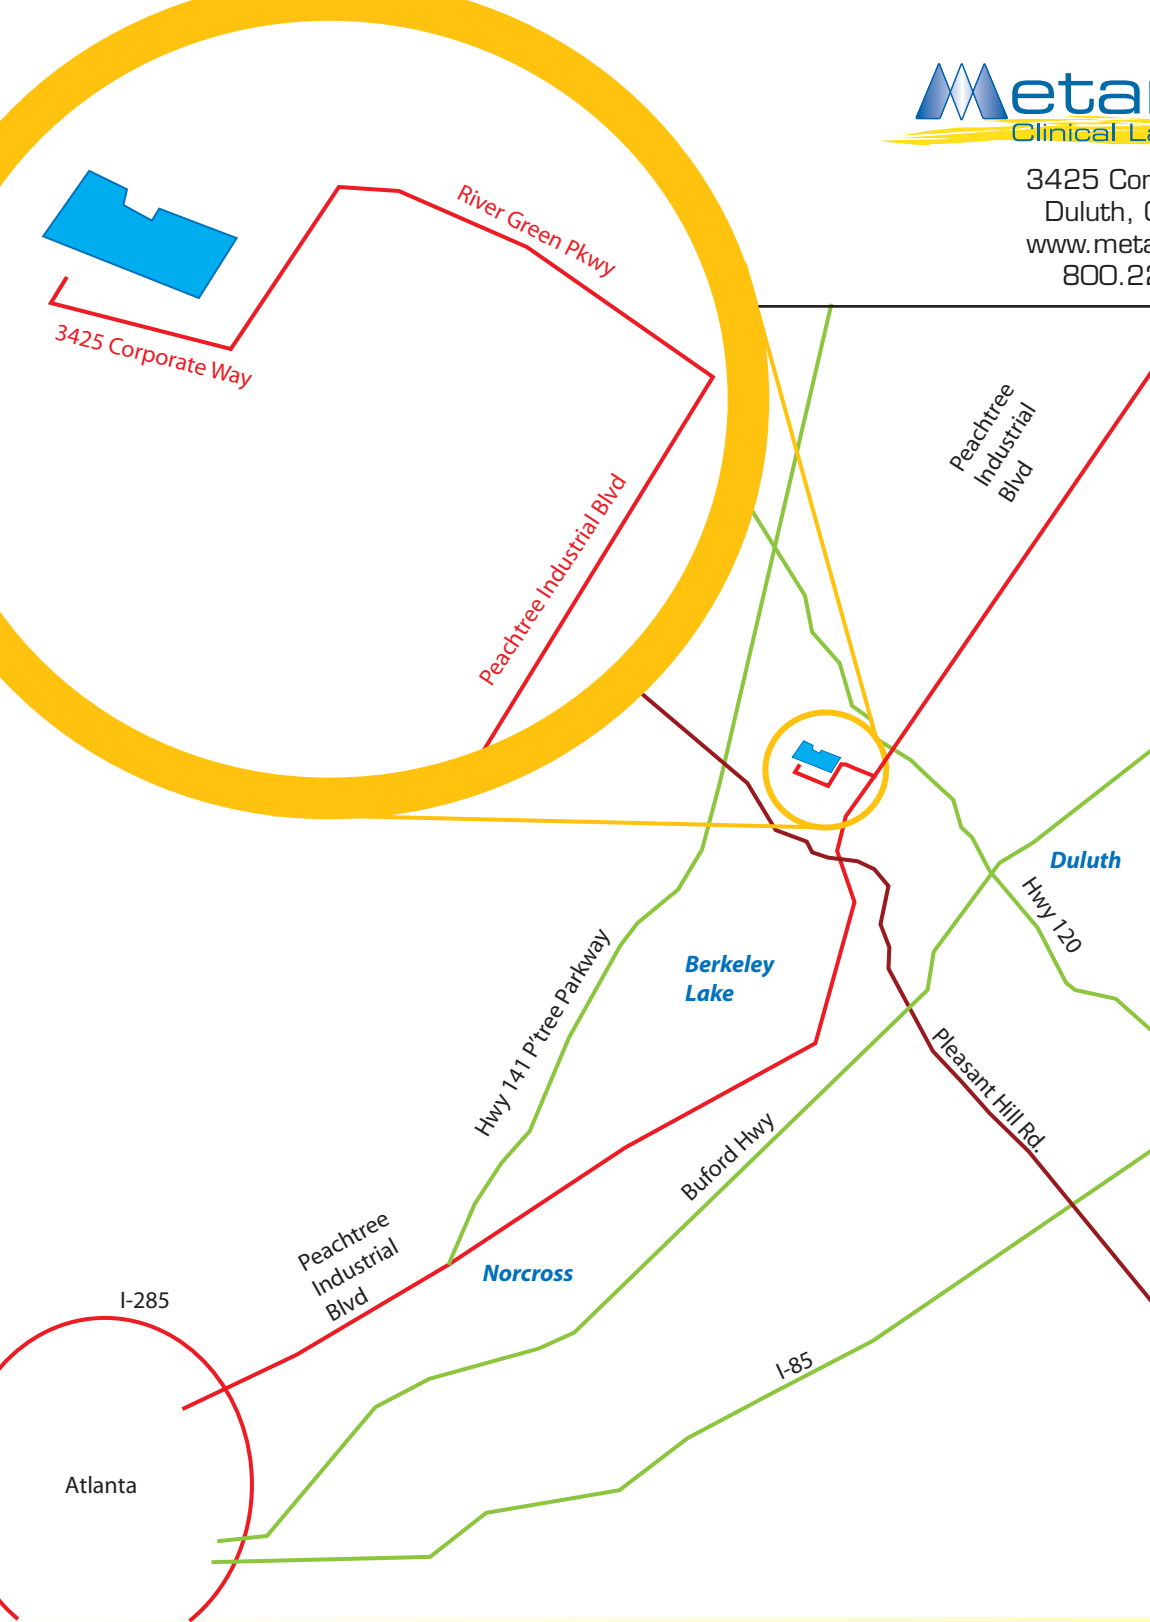 etar
Clinical La
3425 Cor
Duluth, G
www.meta
800.22
River Green Pkwy
3425 Corporate Way
Peachtree Industrial Blvd
Peachtree
Industrial
Blvd
Duluth
Hwy 120
Berkeley
Lake
Hwy 141 P'tree Parkway
Pleasant Hill Rd.
Buford Hwy
Peachtree
Industrial
Blvd
Norcross
I-285
I-85
Atlanta